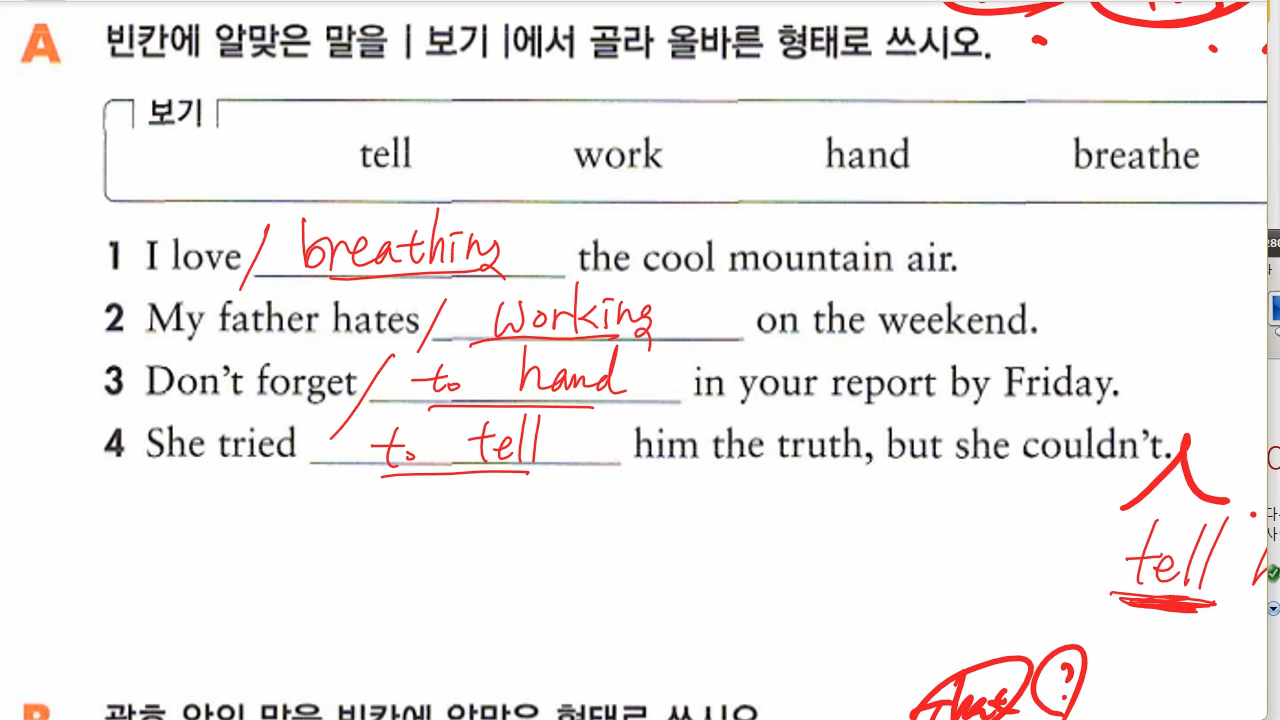 A 빈칸에 알맞은 말을 | 보기 |에서 골라 올바른 형태로 쓰시오.
보기
tell work hand breathe
1 I love / breathing the cool mountain air.
2 My father hates / working on the weekend.
3 Don't forget / to hand in your report by Friday.
4 She tried to tell him the truth, but she couldn't.
tell